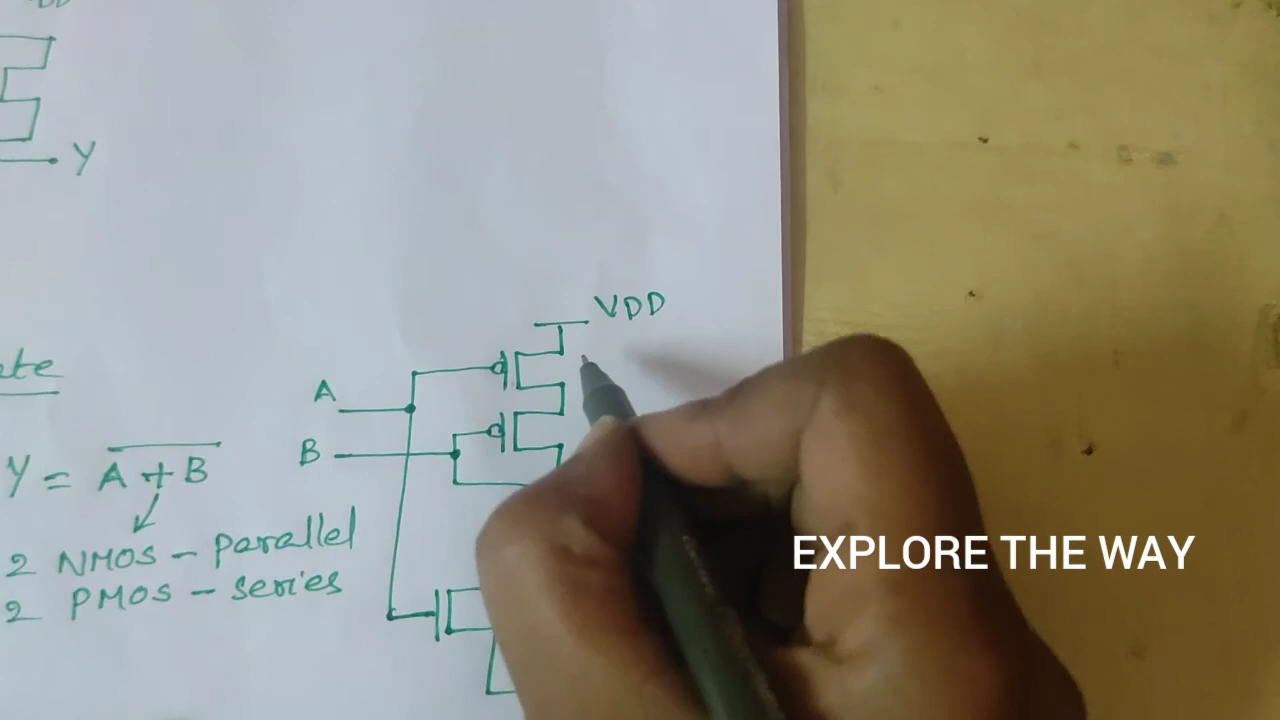 Y
VDD
A
B
Y = A + B
2 NMOS - parallel
2 PMOS - series
EXPLORE THE WAY